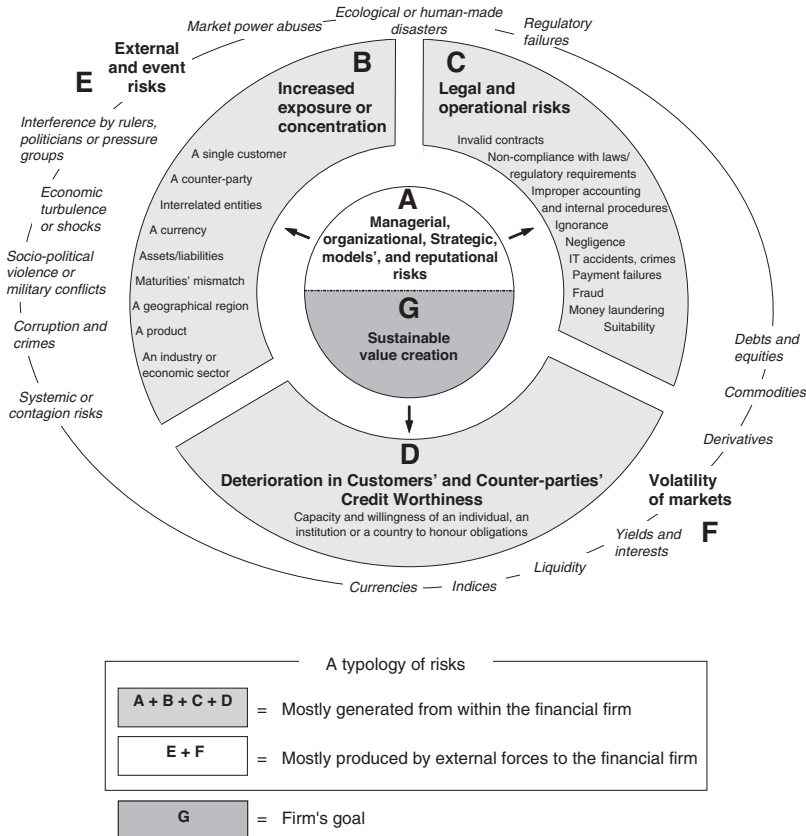 Market power abuses
Ecological or human-made
disasters
Regulatory
failures
E
External
and event
risks
Interference by rulers,
politicians or pressure
groups
Economic
turbulence
or shocks
Socio-political
violence or
military conflicts
Corruption and
crimes
Systemic or
contagion risks
B
Increased
exposure or
concentration
A single customer
A counter-party
Interrelated entities
A currency
Assets/liabilities
Maturities’ mismatch
A geographical region
A product
An industry or
economic sector
C
Legal and
operational risks
Invalid contracts
Non-compliance with laws/
regulatory requirements
Improper accounting
and internal procedures
Ignorance
Negligence
IT accidents, crimes
Payment failures
Fraud
Money laundering
Suitability
A
Managerial,
organizational, Strategic,
models’, and reputational
risks
G
Sustainable
value creation
D
Deterioration in Customers’ and Counter-parties’
Credit Worthiness
Capacity and willingness of an individual, an
institution or a country to honour obligations
Debts and
equities
Commodities
Derivatives
Volatility
of markets
F
Yields and
interests
Liquidity
Indices
Currencies
A typology of risks
A + B + C + D = Mostly generated from within the financial firm
E + F = Mostly produced by external forces to the financial firm
G = Firm's goal